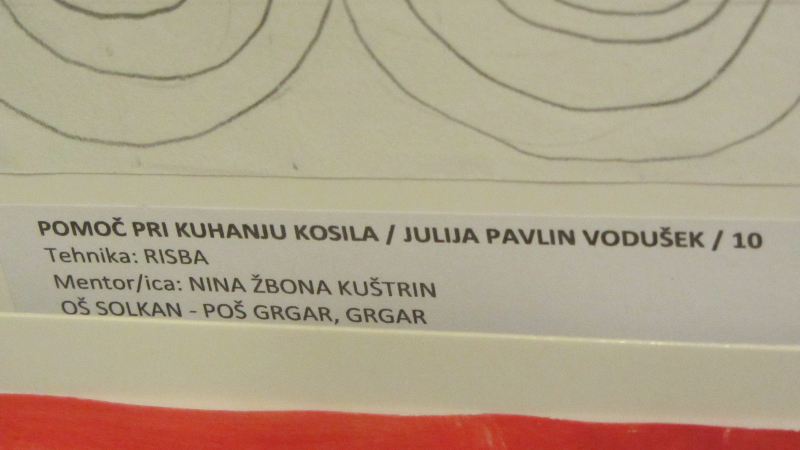 POMOČ PRI KUHANJU KOSILA / JULIJA PAVLIN VODUŠEK / 10
Tehnika: RISBA
Mentor/ica: NINA ŽBONA KUŠTRIN
OŠ SOLKAN - POŠ GRGAR, GRGAR